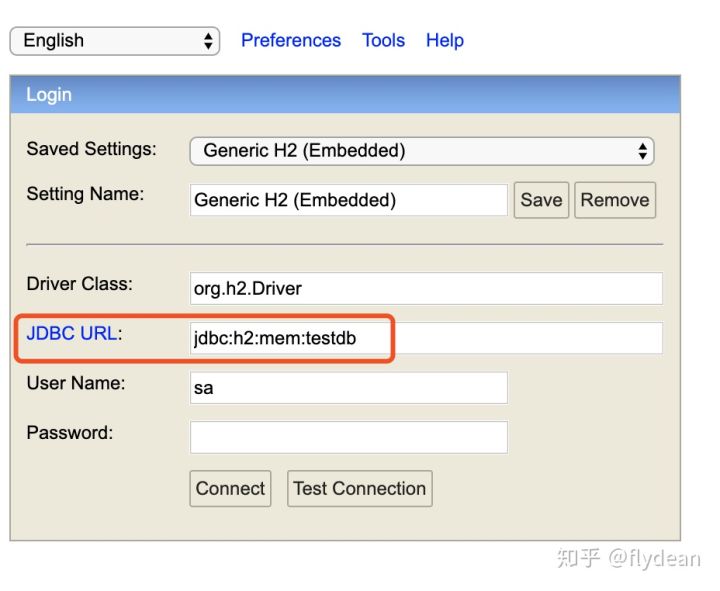 English Preferences Tools Help
Login
Saved Settings: Generic H2 (Embedded)
Setting Name: Generic H2 (Embedded) Save Remove
Driver Class: org.h2.Driver
JDBC URL: jdbc:h2:mem:testdb
User Name: sa
Password:
Connect Test Connection
知乎 @flydean